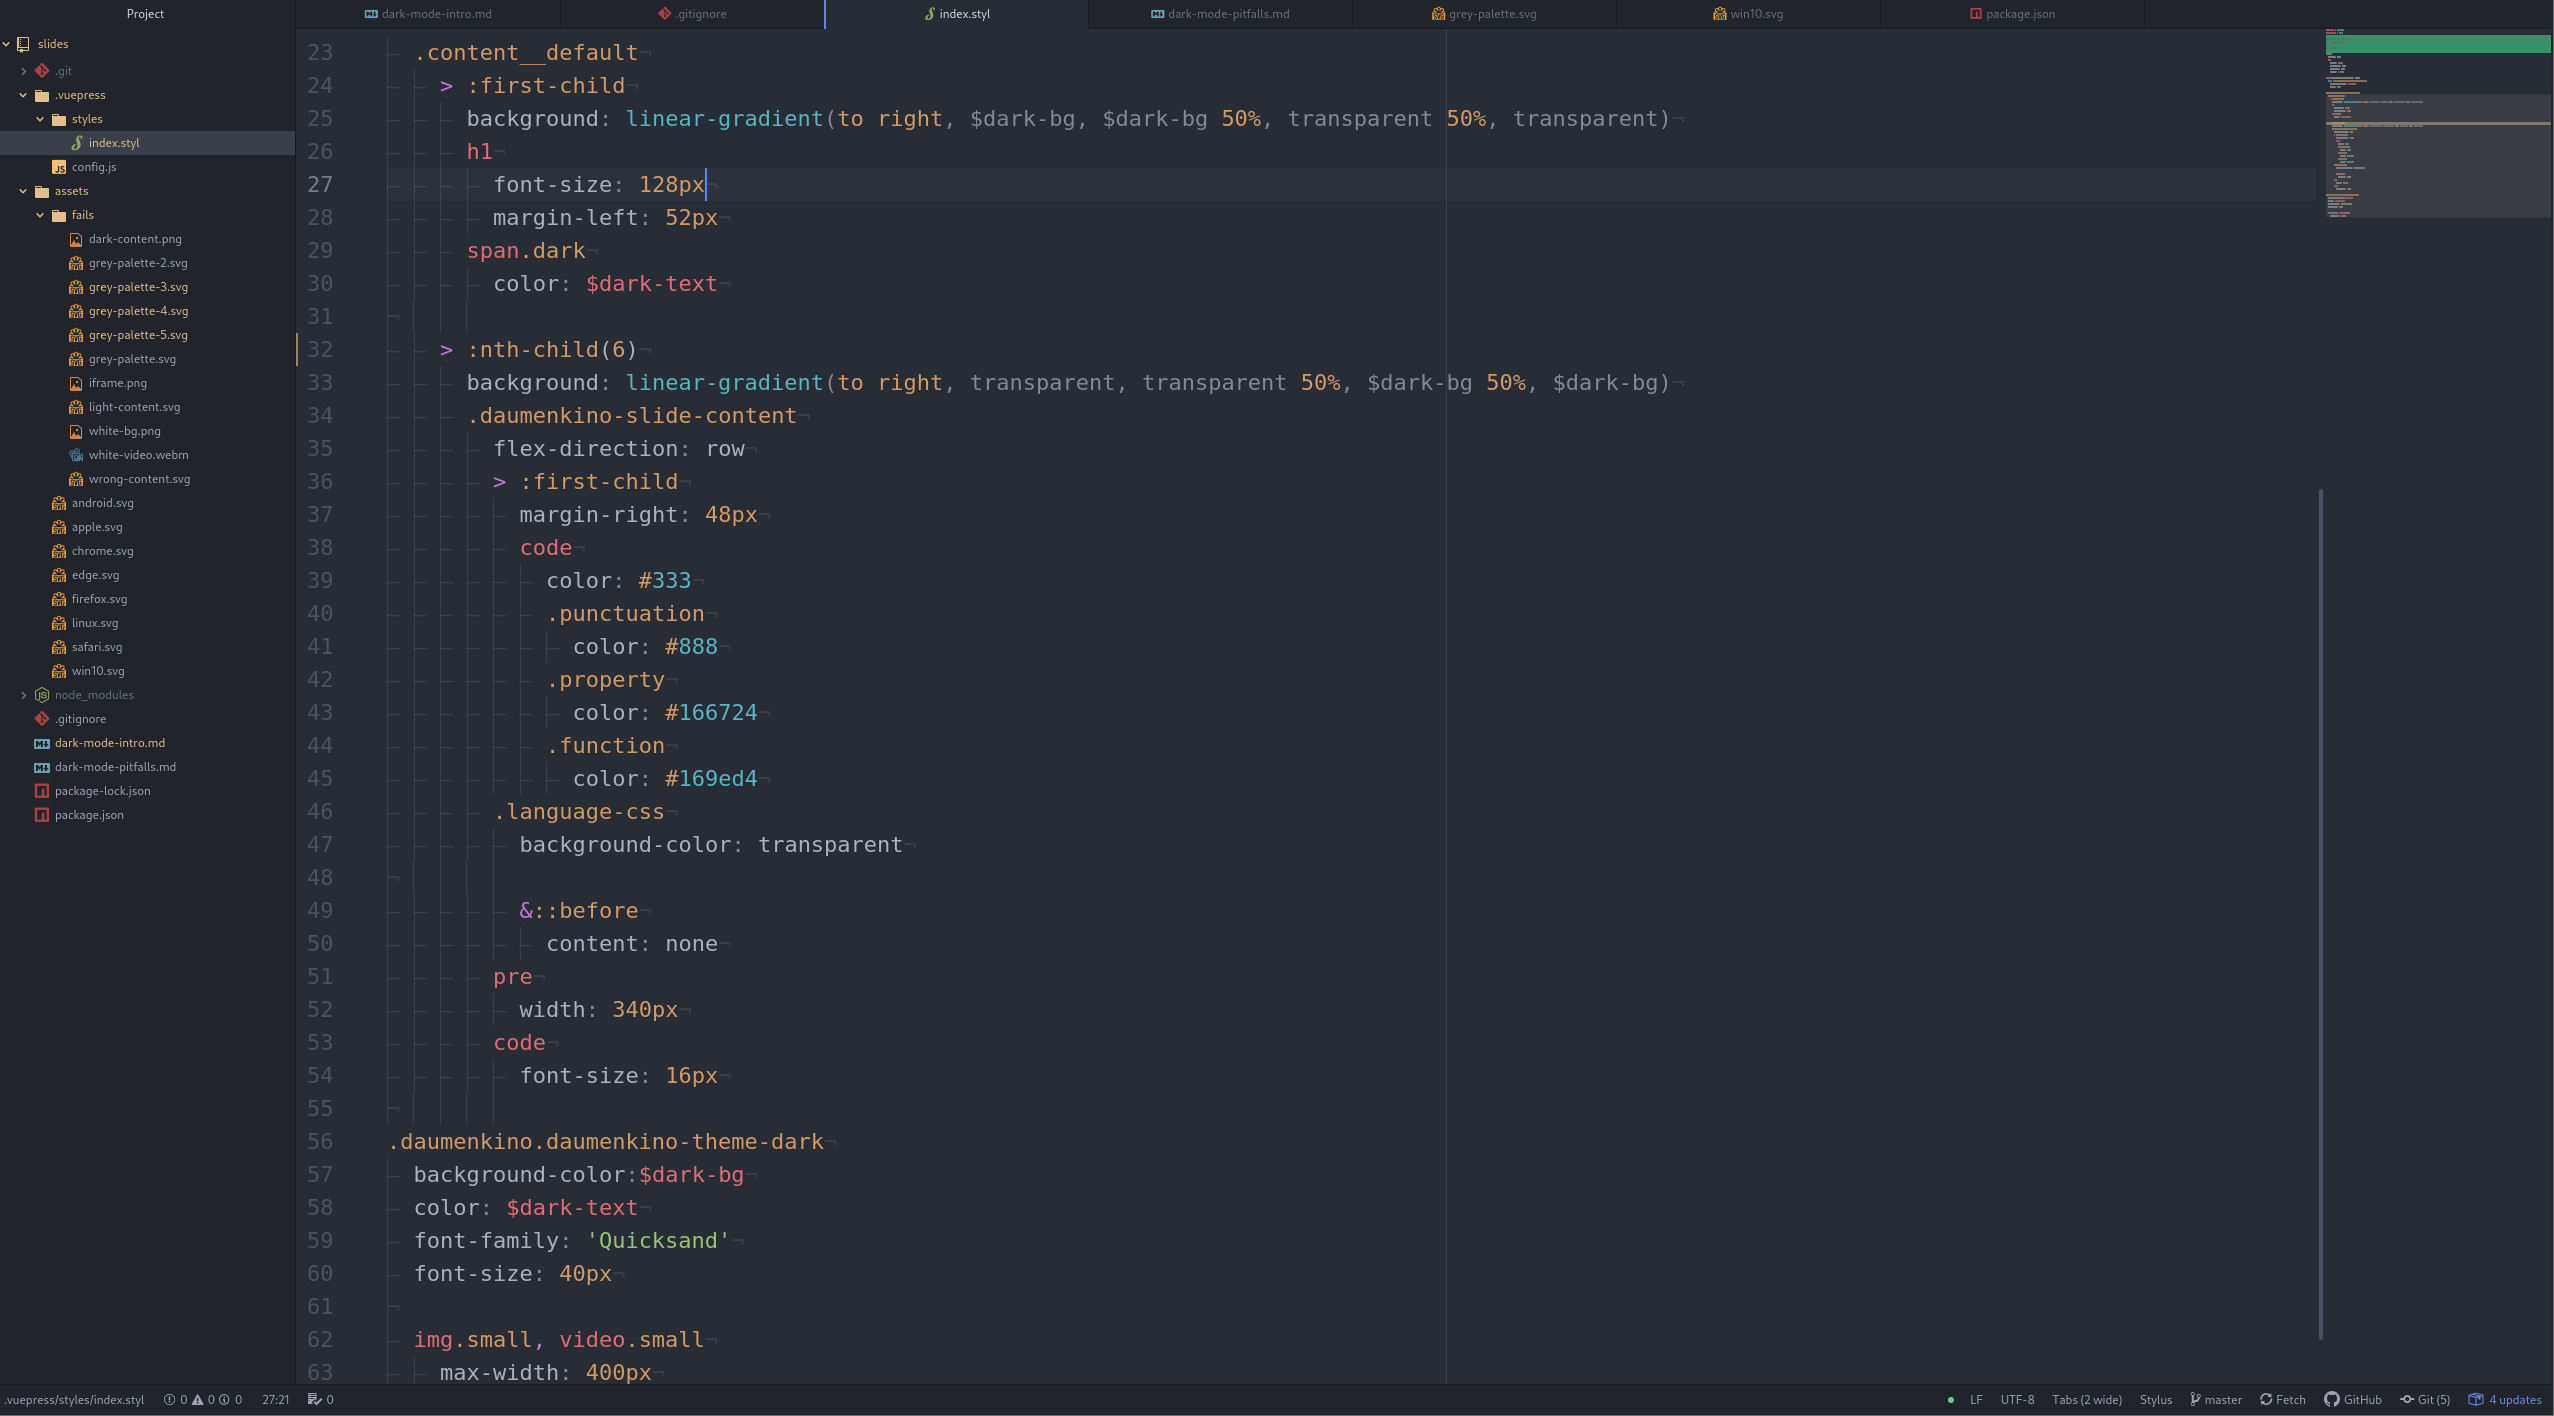 Project
dark-mode-intro.md
.gitignore
index.styl
dark-mode-pitfalls.md
grey-palette.svg
win10.svg
package.json
slides
.git
.vuepress
styles
index.styl
config.js
assets
fails
dark-content.png
grey-palette-2.svg
grey-palette-3.svg
grey-palette-4.svg
grey-palette-5.svg
grey-palette.svg
iframe.png
light-content.svg
white-bg.png
white-video.webm
wrong-content.svg
android.svg
apple.svg
chrome.svg
edge.svg
firefox.svg
linux.svg
safari.svg
win10.svg
node_modules
.gitignore
dark-mode-intro.md
dark-mode-pitfalls.md
package-lock.json
package.json
23 .content__default
24 > :first-child
25 background: linear-gradient(to right, $dark-bg, $dark-bg 50%, transparent 50%, transparent)
26 h1
27 font-size: 128px
28 margin-left: 52px
29 span.dark
30 color: $dark-text
31
32 > :nth-child(6)
33 background: linear-gradient(to right, transparent, transparent 50%, $dark-bg 50%, $dark-bg)
34 .daumenkino-slide-content
35 flex-direction: row
36 > :first-child
37 margin-right: 48px
38 code
39 color: #333
40 .punctuation
41 color: #888
42 .property
43 color: #166724
44 .function
45 color: #169ed4
46 .language-css
47 background-color: transparent
48
49 &::before
50 content: none
51 pre
52 width: 340px
53 code
54 font-size: 16px
55
56 .daumenkino.daumenkino-theme-dark
57 background-color:$dark-bg
58 color: $dark-text
59 font-family: 'Quicksand'
60 font-size: 40px
61
62 img.small, video.small
63 max-width: 400px
.vuepress/styles/index.styl 0 0 0 27:21 0 LF UTF-8 Tabs (2 wide) Stylus master Fetch GitHub Git (5) 4 updates